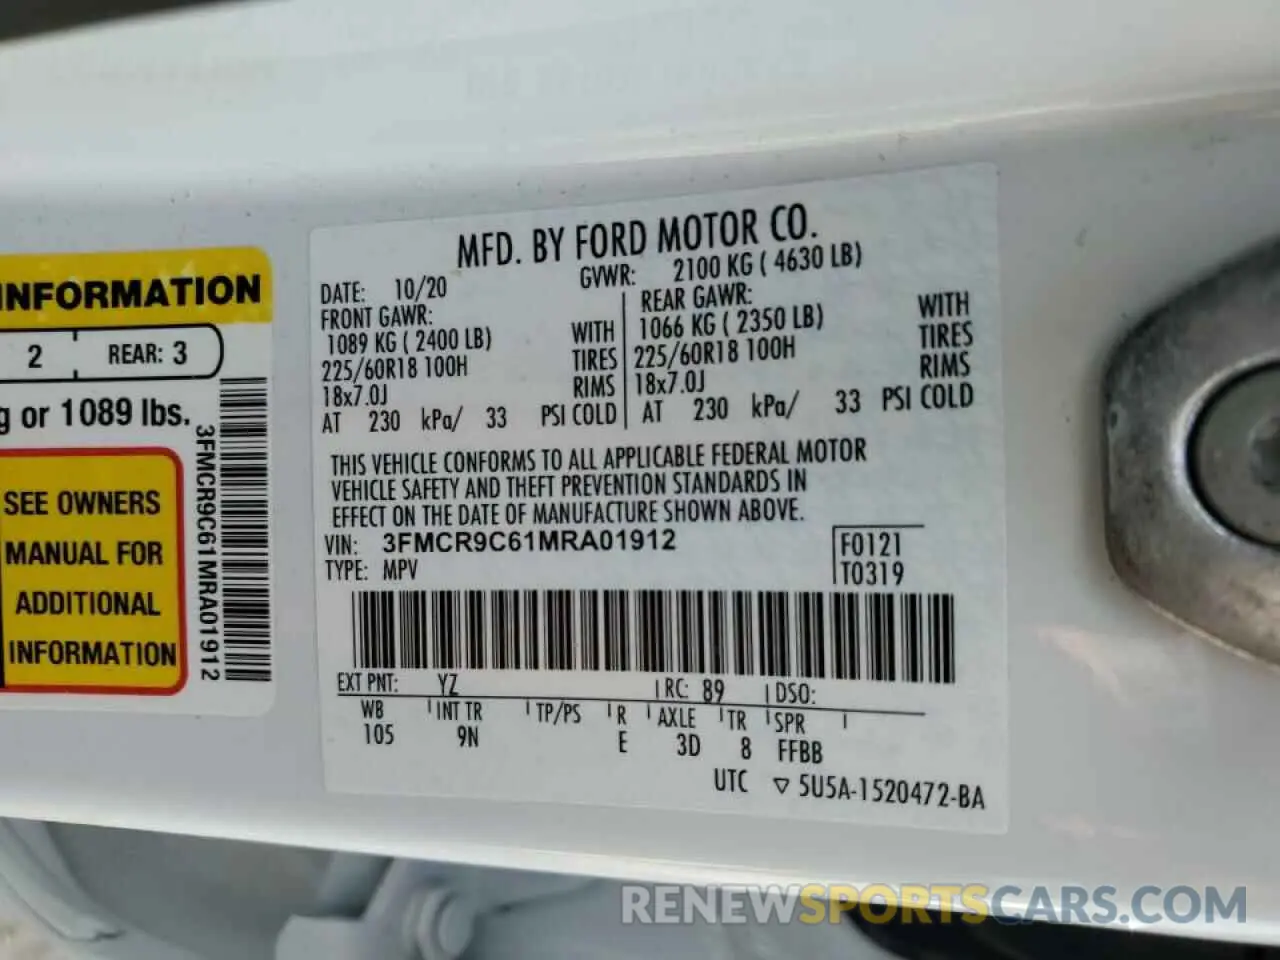 INFORMATION
2 REAR: 3
g or 1089 lbs.
SEE OWNERS
MANUAL FOR
ADDITIONAL
INFORMATION
3FMCR9C61MRA01912
MFD. BY FORD MOTOR CO.
DATE: 10/20 GVWR: 2100 KG ( 4630 LB)
FRONT GAWR: REAR GAWR:
1089 KG ( 2400 LB) WITH 1066 KG ( 2350 LB) WITH
225/60R18 100H TIRES 225/60R18 100H TIRES
18x7.0J RIMS 18x7.0J RIMS
AT 230 kPa/ 33 PSI COLD AT 230 kPa/ 33 PSI COLD
THIS VEHICLE CONFORMS TO ALL APPLICABLE FEDERAL MOTOR
VEHICLE SAFETY AND THEFT PREVENTION STANDARDS IN
EFFECT ON THE DATE OF MANUFACTURE SHOWN ABOVE.
VIN: 3FMCR9C61MRA01912 F0121
TYPE: MPV T0319
EXT PNT: YZ RC: 89 DSO:
WB INT TR TP/PS R AXLE TR SPR
105 9N E 3D 8 FFBB
UTC ▽ 5U5A-1520472-BA
RENEWSPORTSCARS.COM